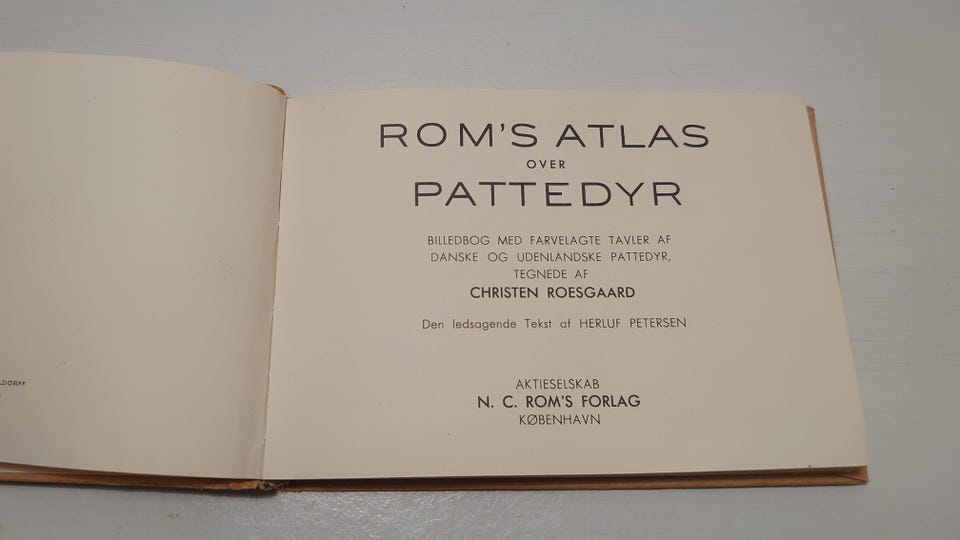 ROM'S ATLAS
OVER
PATTEDYR
BILLEDBOG MED FARVELAGTE TAVLER AF
DANSKE OG UDENLANDSKE PATTEDYR,
TEGNEDE AF
CHRISTEN ROESGAARD
Den ledsagende Tekst af HERLUF PETERSEN
AKTIESELSKAB
N. C. ROM'S FORLAG
KØBENHAVN